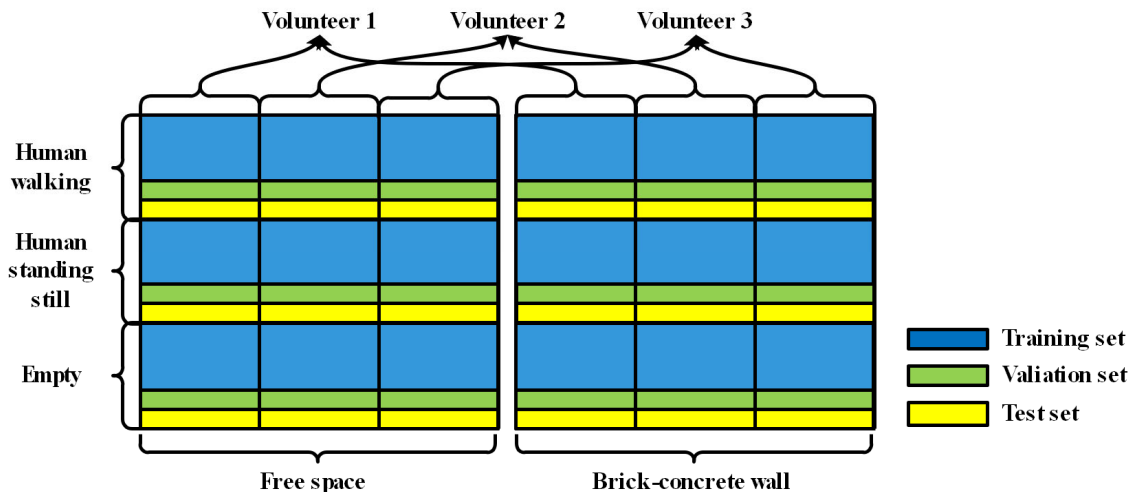 Volunteer 1
Volunteer 2
Volunteer 3
Human
walking
Human
standing
still
Empty
Training set
Valiation set
Test set
Free space
Brick-concrete wall